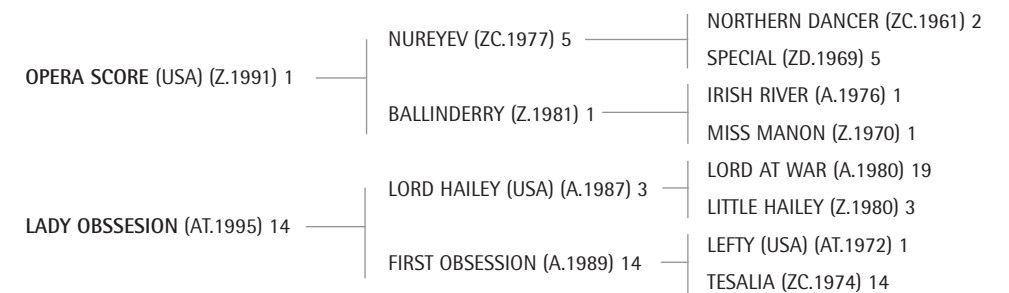 NORTHERN DANCER (ZC.1961) 2
NUREYEV (ZC.1977) 5
SPECIAL (ZD.1969) 5
OPERA SCORE (USA) (Z.1991) 1
IRISH RIVER (A.1976) 1
BALLINDERRY (Z.1981) 1
MISS MANON (Z.1970) 1
LORD AT WAR (A.1980) 19
LORD HAILEY (USA) (A.1987) 3
LITTLE HAILEY (Z.1980) 3
LADY OBSSESION (AT.1995) 14
LEFTY (USA) (AT.1972) 1
FIRST OBSESSION (A.1989) 14
TESALIA (ZC.1974) 14